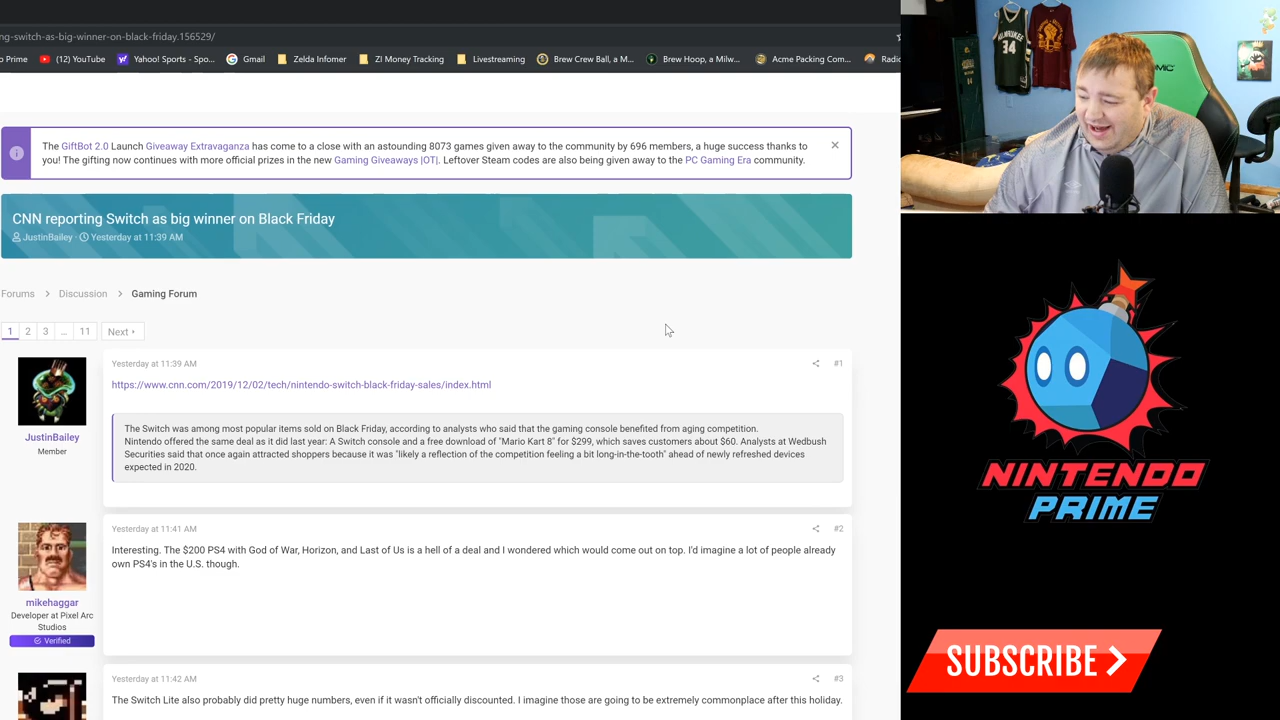 ng-switch-as-big-winner-on-black-friday.156529/
o Prime
(12) YouTube
Yahoo! Sports - Spo...
Gmail
Zelda Infomer
ZI Money Tracking
Livestreaming
Brew Crew Ball, a M...
Brew Hoop, a Milw...
Acme Packing Com...
Radi
The GiftBot 2.0 Launch Giveaway Extravaganza has come to a close with an astounding 8073 games given away to the community by 696 members, a huge success thanks to
you! The gifting now continues with more official prizes in the new Gaming Giveaways |OT|. Leftover Steam codes are also being given away to the PC Gaming Era community.
CNN reporting Switch as big winner on Black Friday
JustinBailey · Yesterday at 11:39 AM
Forums > Discussion > Gaming Forum
1 2 3 ... 11 Next
Yesterday at 11:39 AM #1
https://www.cnn.com/2019/12/02/tech/nintendo-switch-black-friday-sales/index.html
The Switch was among most popular items sold on Black Friday, according to analysts who said that the gaming console benefited from aging competition.
Nintendo offered the same deal as it did last year: A Switch console and a free download of "Mario Kart 8" for $299, which saves customers about $60. Analysts at Wedbush
Securities said that once again attracted shoppers because it was "likely a reflection of the competition feeling a bit long-in-the-tooth" ahead of newly refreshed devices
expected in 2020.
JustinBailey
Member
Yesterday at 11:41 AM #2
Interesting. The $200 PS4 with God of War, Horizon, and Last of Us is a hell of a deal and I wondered which would come out on top. I'd imagine a lot of people already
own PS4's in the U.S. though.
mikehaggar
Developer at Pixel Arc
Studios
Verified
Yesterday at 11:42 AM #3
The Switch Lite also probably did pretty huge numbers, even if it wasn't officially discounted. I imagine those are going to be extremely commonplace after this holiday.
34
NINTENDO
PRIME
SUBSCRIBE